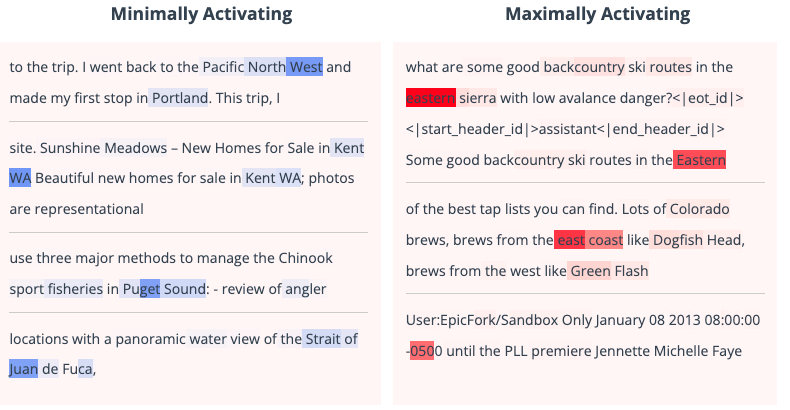 Minimally Activating
to the trip. I went back to the Pacific North West and
made my first stop in Portland. This trip, I
site. Sunshine Meadows – New Homes for Sale in Kent
WA Beautiful new homes for sale in Kent WA; photos
are representational
use three major methods to manage the Chinook
sport fisheries in Puget Sound: - review of angler
locations with a panoramic water view of the Strait of
Juan de Fuca,
Maximally Activating
what are some good backcountry ski routes in the
eastern sierra with low avalance danger?<|eot_id|>
<|start_header_id|>assistant<|end_header_id|>
Some good backcountry ski routes in the Eastern
of the best tap lists you can find. Lots of Colorado
brews, brews from the east coast like Dogfish Head,
brews from the west like Green Flash
User:EpicFork/Sandbox Only January 08 2013 08:00:00
-0500 until the PLL premiere Jennette Michelle Faye